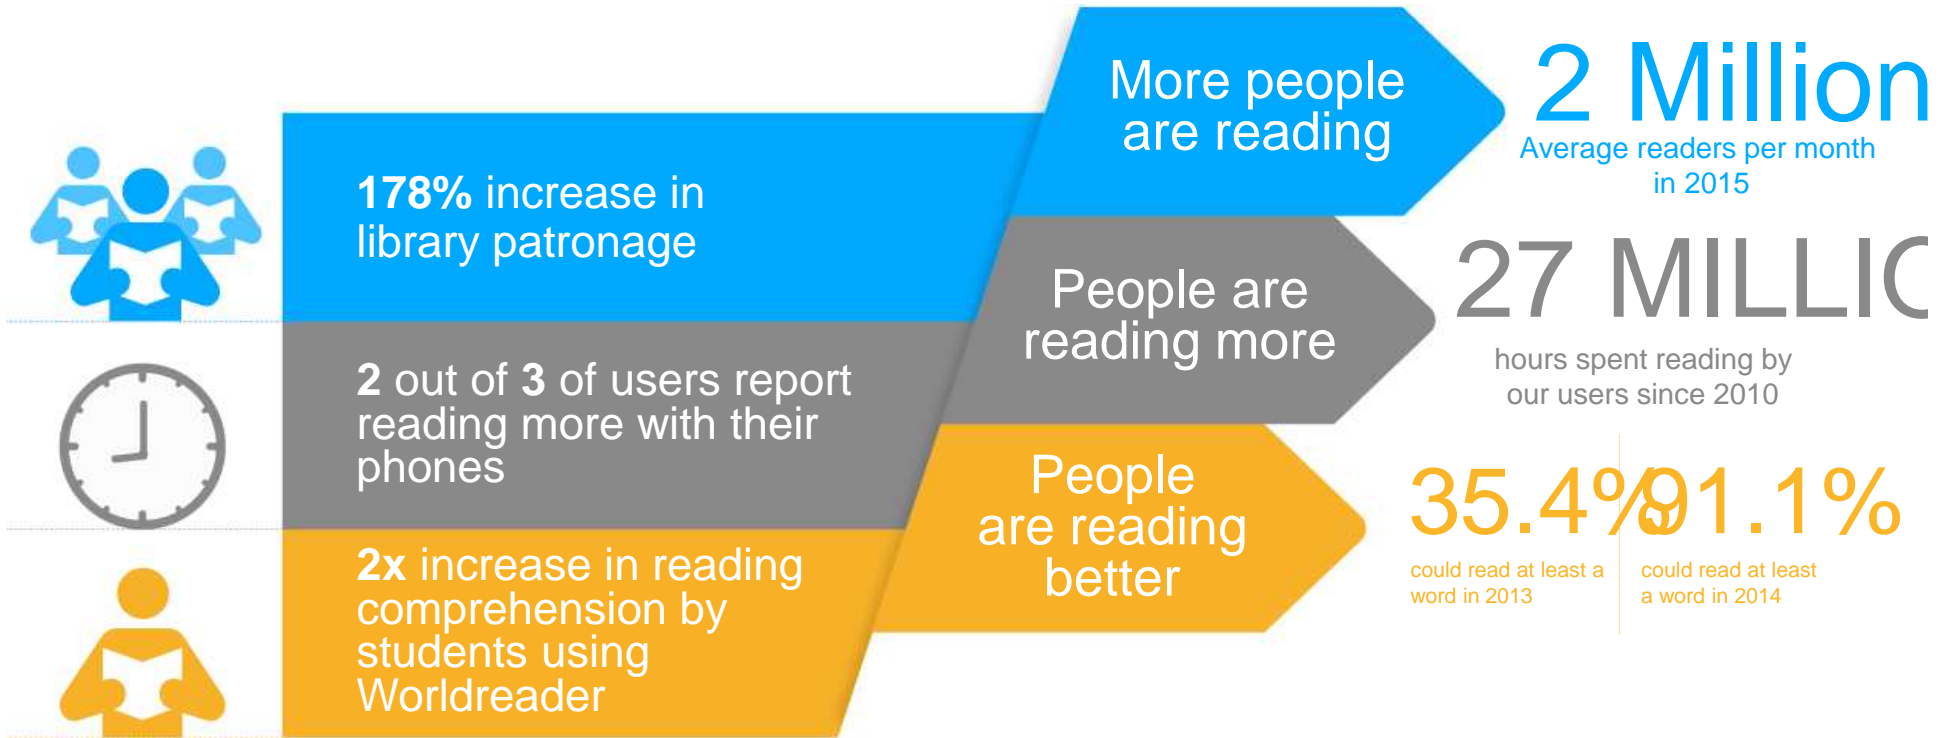 178% increase in
library patronage
More people
are reading
2 Million
Average readers per month
in 2015
2 out of 3 of users report
reading more with their
phones
People are
reading more
27 MILLIO
hours spent reading by
our users since 2010
2x increase in reading
comprehension by
students using
Worldreader
People
are reading
better
35.4%
could read at least a
word in 2013
91.1%
could read at least
a word in 2014